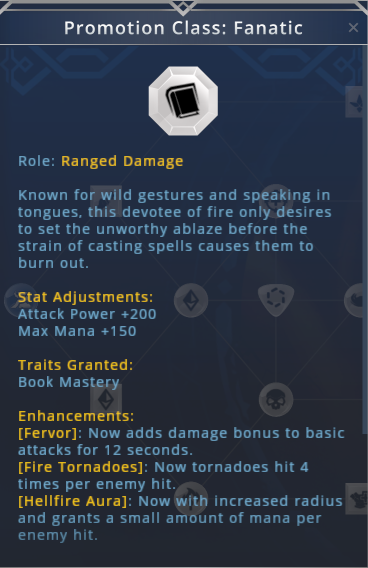 Promotion Class: Fanatic
Role: Ranged Damage
Known for wild gestures and speaking in
tongues, this devotee of fire only desires
to set the unworthy ablaze before the
strain of casting spells causes them to
burn out.
Stat Adjustments:
Attack Power +200
Max Mana +150
Traits Granted:
Book Mastery
Enhancements:
[Fervor]: Now adds damage bonus to basic
attacks for 12 seconds.
[Fire Tornadoes]: Now tornadoes hit 4
times per enemy hit.
[Hellfire Aura]: Now with increased radius
and grants a small amount of mana per
enemy hit.